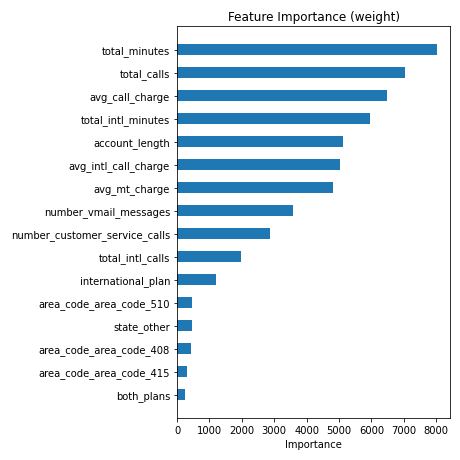 Feature Importance (weight)
total_minutes
total_calls
avg_call_charge
total_intl_minutes
account_length
avg_intl_call_charge
avg_mt_charge
number_vmail_messages
number_customer_service_calls
total_intl_calls
international_plan
area_code_area_code_510
state_other
area_code_area_code_408
area_code_area_code_415
both_plans
0 1000 2000 3000 4000 5000 6000 7000 8000
Importance